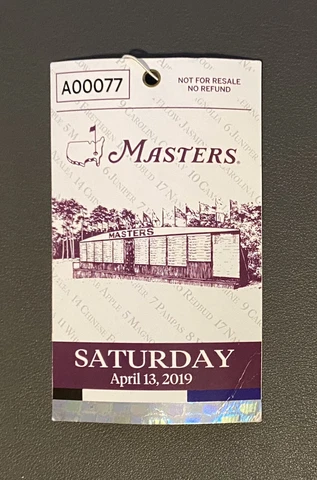 A00077
NOT FOR RESALE
NO REFUND
MASTERS®
MASTERS
SATURDAY
April 13, 2019